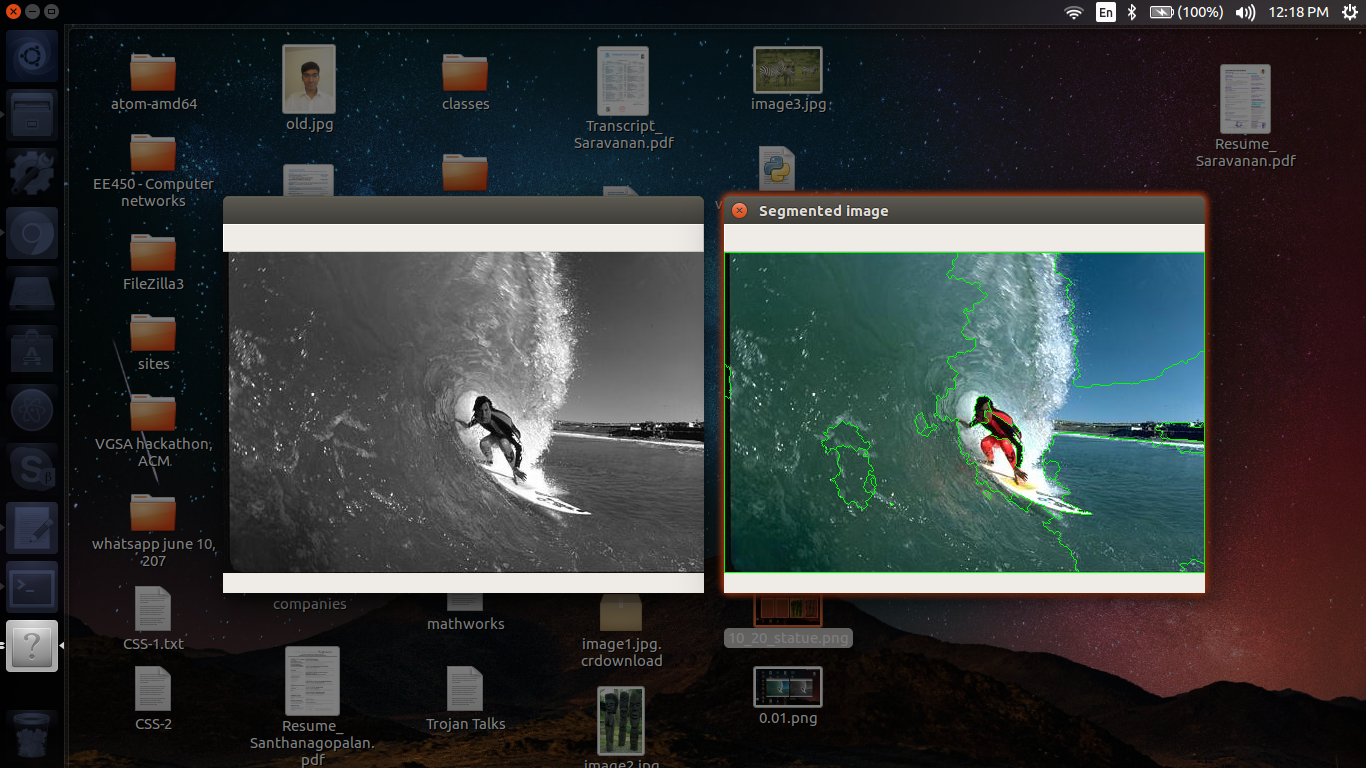 En
(100%)
12:18 PM
atom-amd64
old.jpg
classes
Transcript_
Saravanan.pdf
image3.jpg
Resume_
Saravanan.pdf
EE450 - Computer
networks
Segmented image
FileZilla3
sites
VGSA hackathon,
ACM
whatsapp june 10,
207
companies
mathworks
image1.jpg.
crdownload
10_20_statue.png
CSS-1.txt
CSS-2
Resume_
Santhanagopalan.
pdf
Trojan Talks
image2.jpg
0.01.png